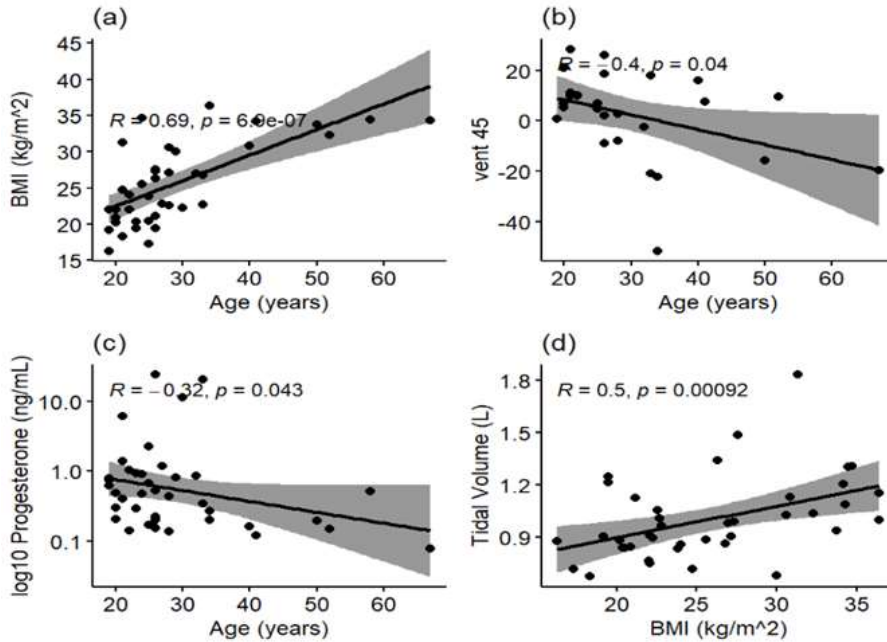 (a)
45
40
35
30
25
20
15
BMI (kg/m^2)
R = 0.69, p = 6.9e-07
20 30 40 50 60
Age (years)
(b)
20
0
-20
-40
vent 45
R = −0.4, p = 0.04
20 30 40 50 60
Age (years)
(c)
10.0
1.0
0.1
log10 Progesterone (ng/mL)
R = −0.32, p = 0.043
20 30 40 50 60
Age (years)
(d)
1.8
1.5
1.2
0.9
Tidal Volume (L)
R = 0.5, p = 0.00092
20 25 30 35
BMI (kg/m^2)